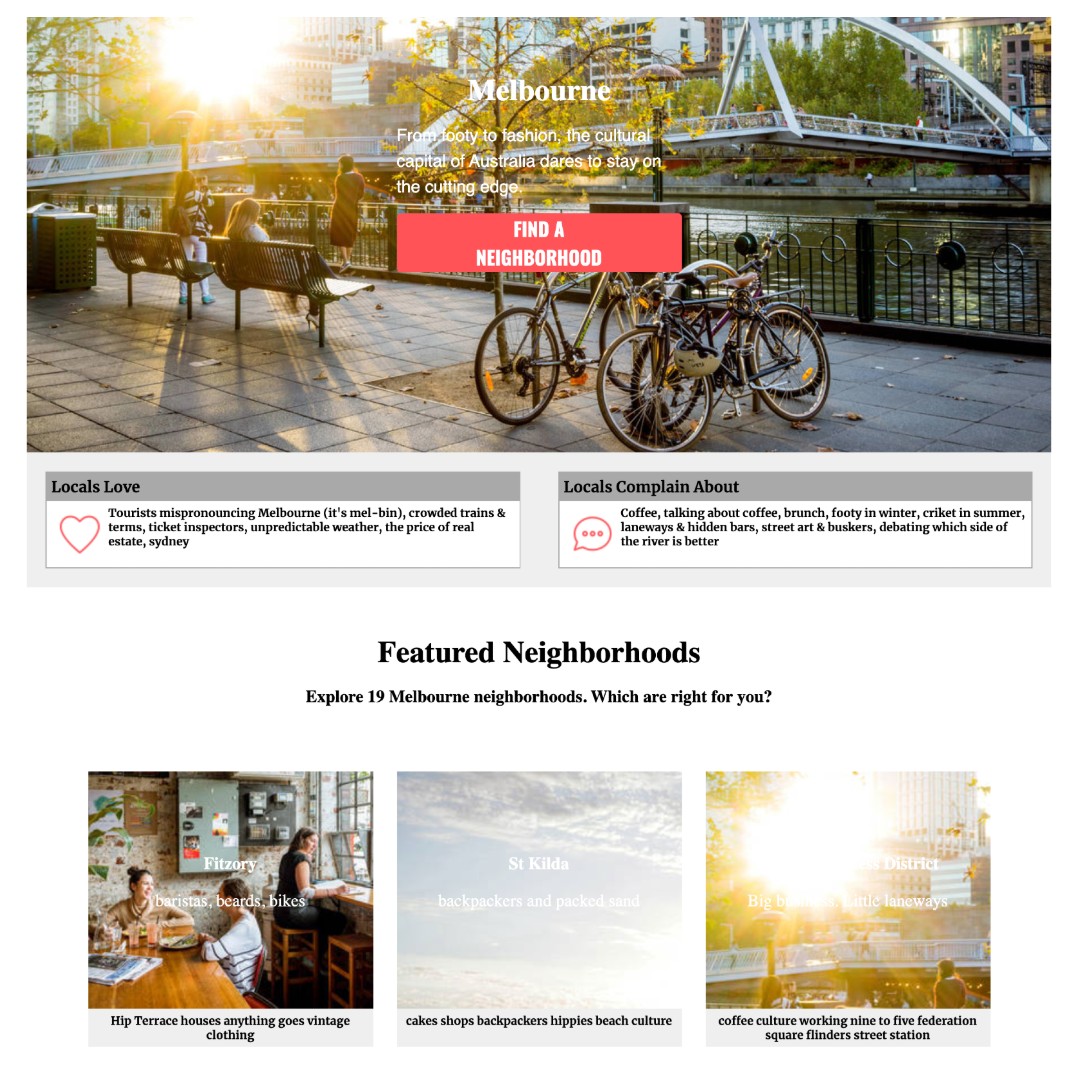 Melbourne
From footy to fashion, the cultural
capital of Australia dares to stay on
the cutting edge.
FIND A
NEIGHBORHOOD
Locals Love
Tourists mispronouncing Melbourne (it's mel-bin), crowded trains &
terms, ticket inspectors, unpredictable weather, the price of real
estate, sydney
Locals Complain About
Coffee, talking about coffee, brunch, footy in winter, criket in summer,
laneways & hidden bars, street art & buskers, debating which side of
the river is better
Featured Neighborhoods
Explore 19 Melbourne neighborhoods. Which are right for you?
Fitzory
baristas, beards, bikes
Hip Terrace houses anything goes vintage
clothing
St Kilda
backpackers and packed sand
cakes shops backpackers hippies beach culture
District
Big little laneways
coffee culture working nine to five federation
square flinders street station